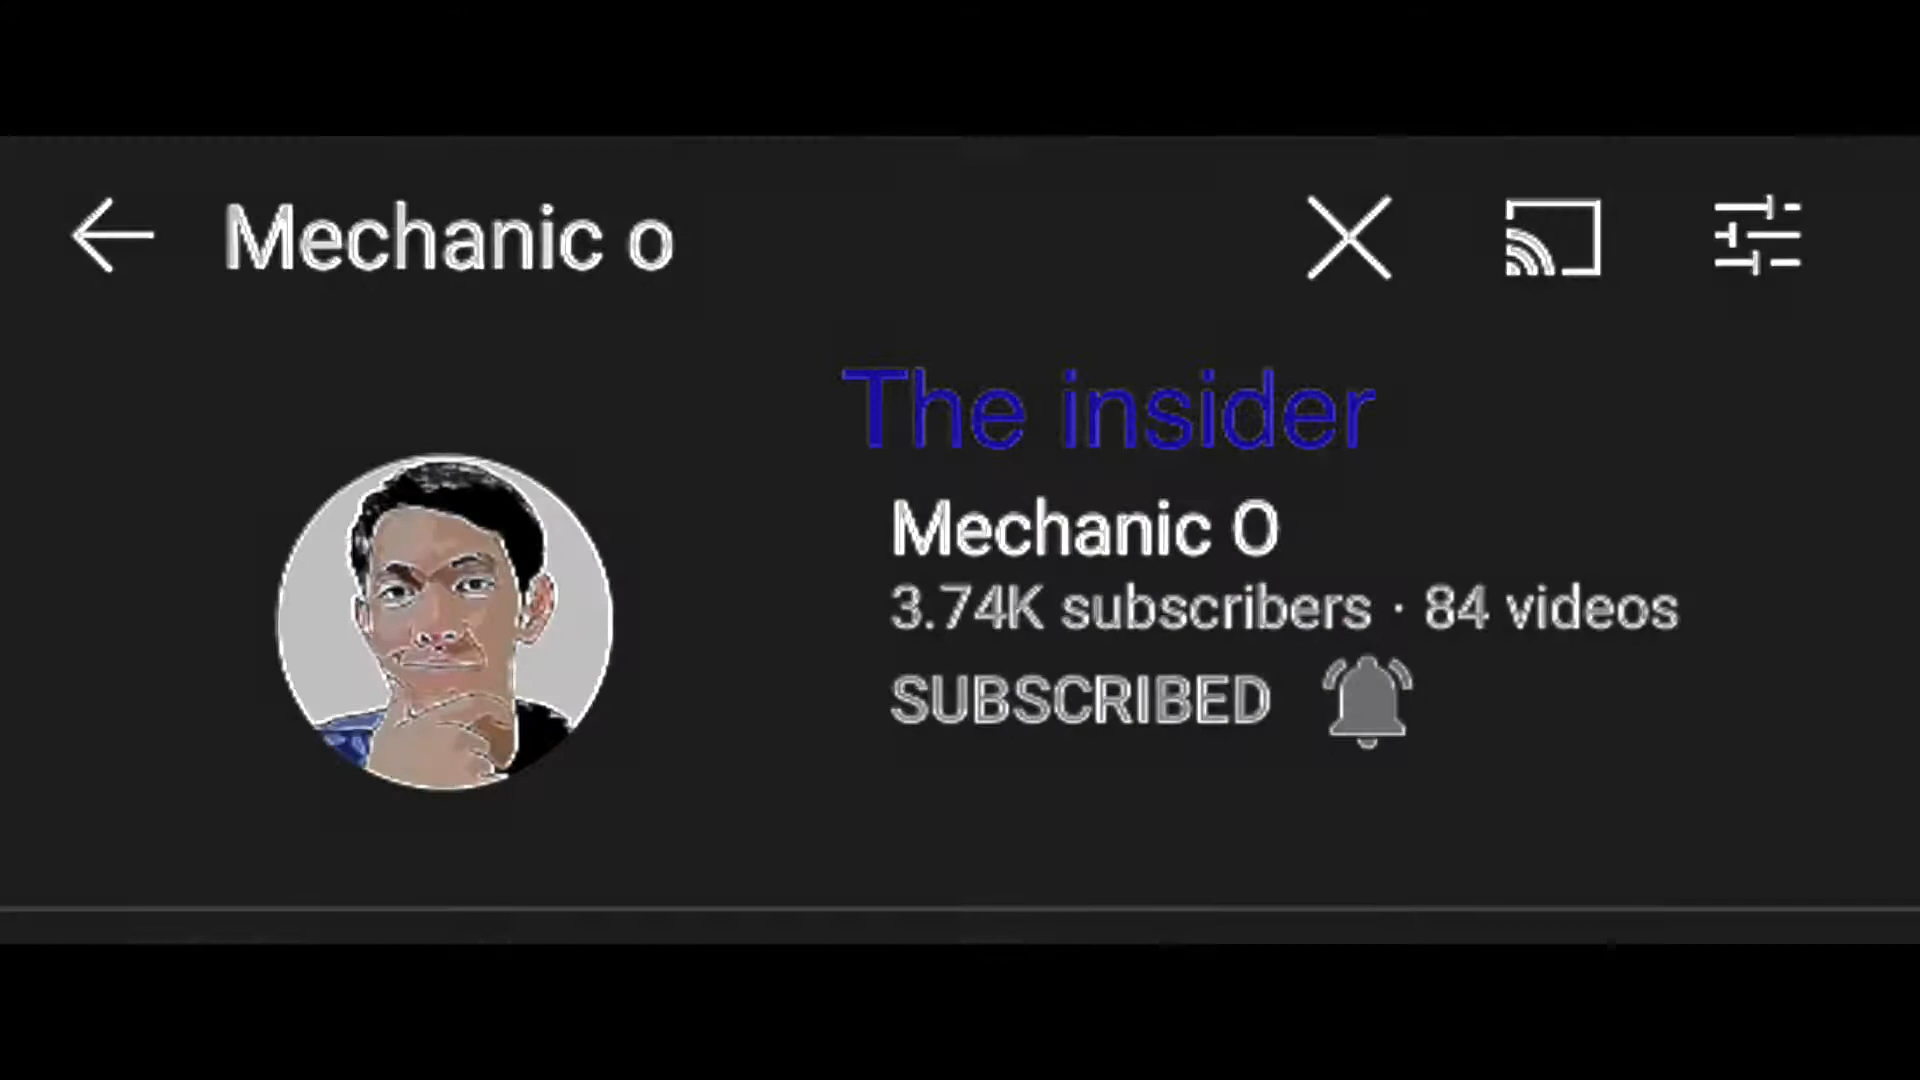 Mechanic o
The insider
Mechanic O
3.74K subscribers · 84 videos
SUBSCRIBED